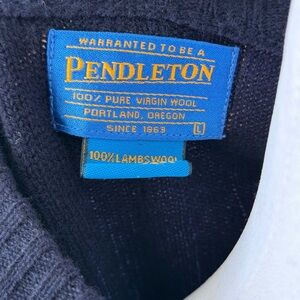 WARRANTED TO BE A
PENDLETON
100% PURE VIRGIN WOOL
PORTLAND, OREGON
SINCE 1863
L
100% LAMBSWOOL